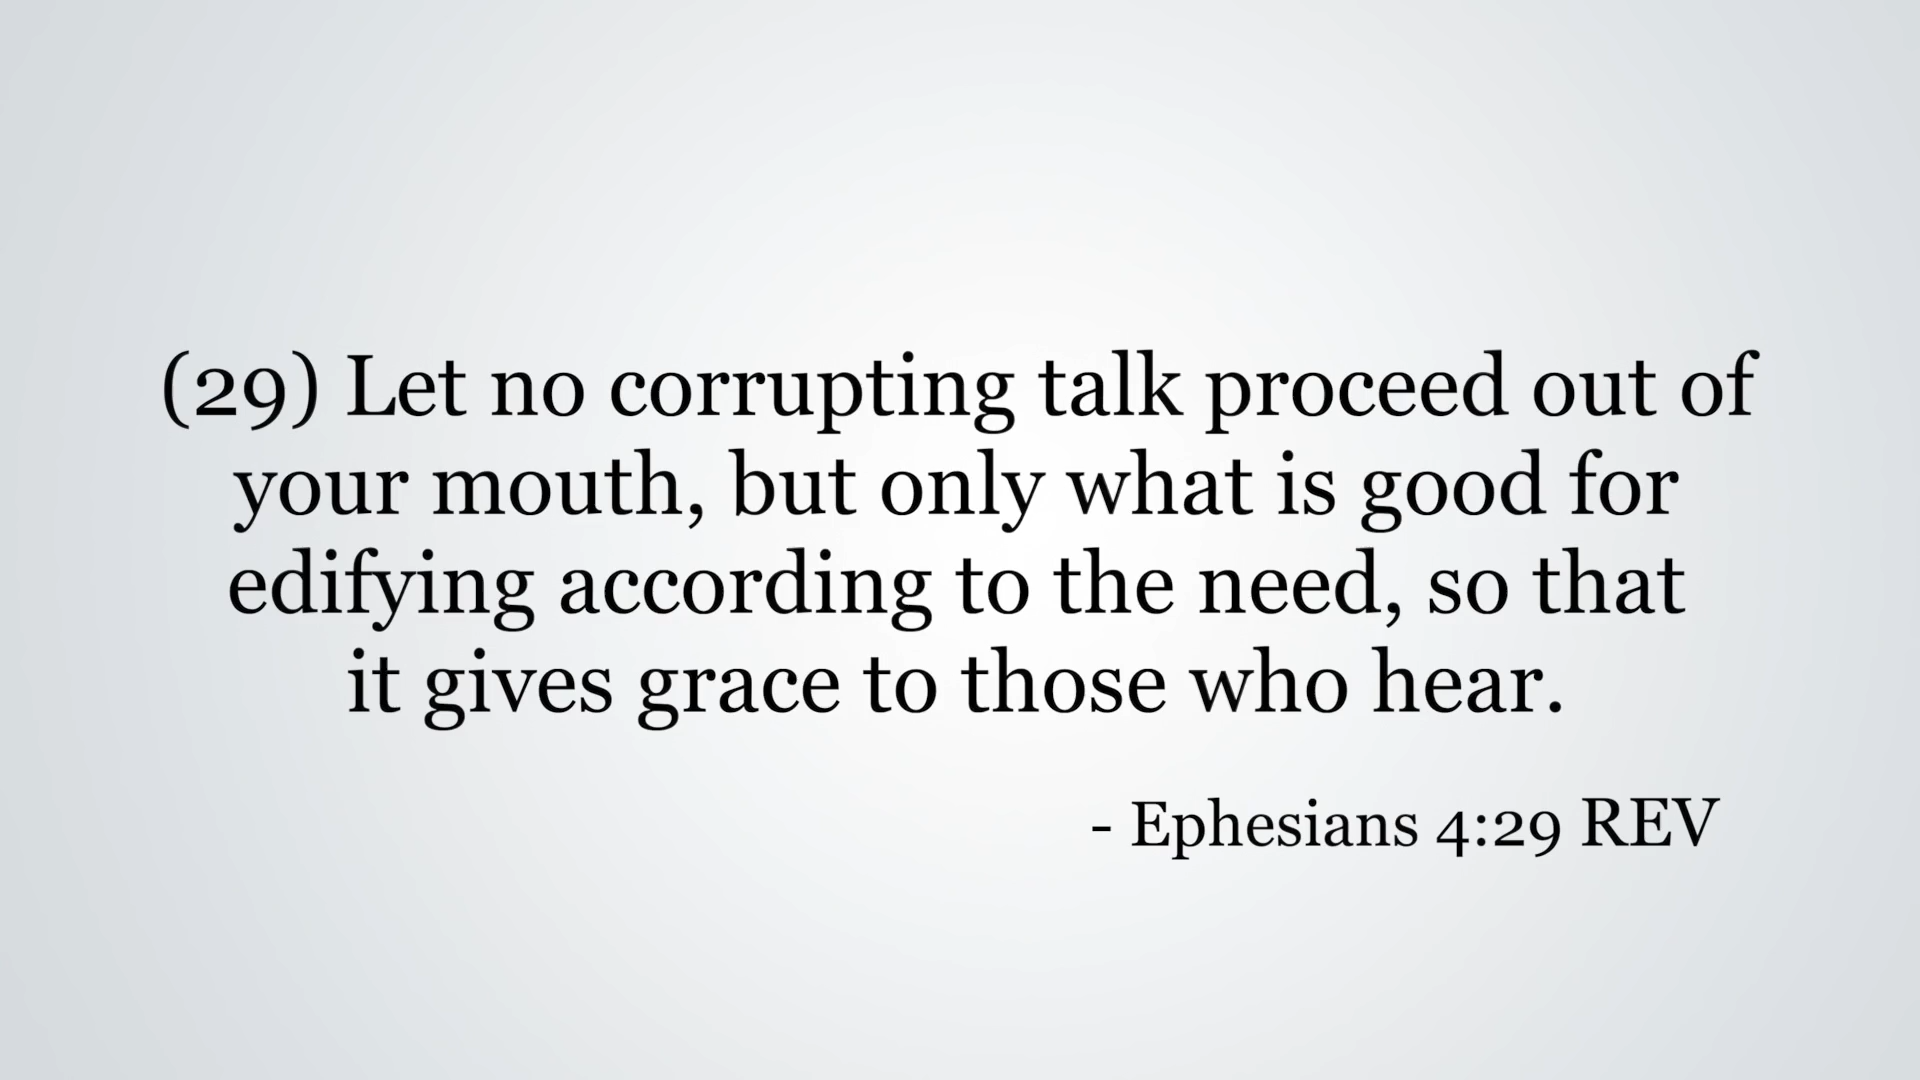 (29) Let no corrupting talk proceed out of
your mouth, but only what is good for
edifying according to the need, so that
it gives grace to those who hear.
- Ephesians 4:29 REV